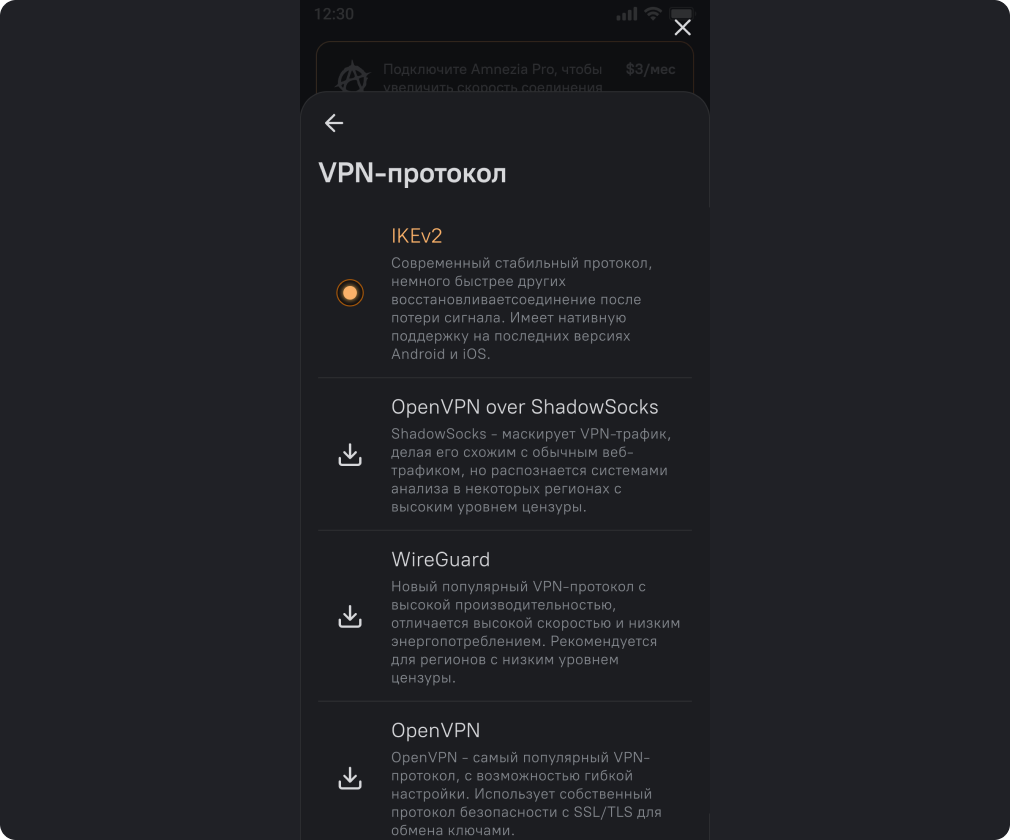 12:30
Подключите Amnezia Pro, чтобы
$3/мес
увеличить скорость соединения
VPN-протокол
IKEv2
Современный стабильный протокол,
немного быстрее других
восстановливаетсоединение после
потери сигнала. Имеет нативную
поддержку на последних версиях
Android и iOS.
OpenVPN over ShadowSocks
ShadowSocks - маскирует VPN-трафик,
делая его схожим с обычным веб-
трафиком, но распознается системами
анализа в некоторых регионах с
высоким уровнем цензуры.
WireGuard
Новый популярный VPN-протокол с
высокой производительностью,
отличается высокой скоростью и низким
энергопотреблением. Рекомендуется
для регионов с низким уровнем
цензуры.
OpenVPN
OpenVPN - самый популярный VPN-
протокол, с возможностью гибкой
настройки. Использует собственный
протокол безопасности с SSL/TLS для
обмена ключами.